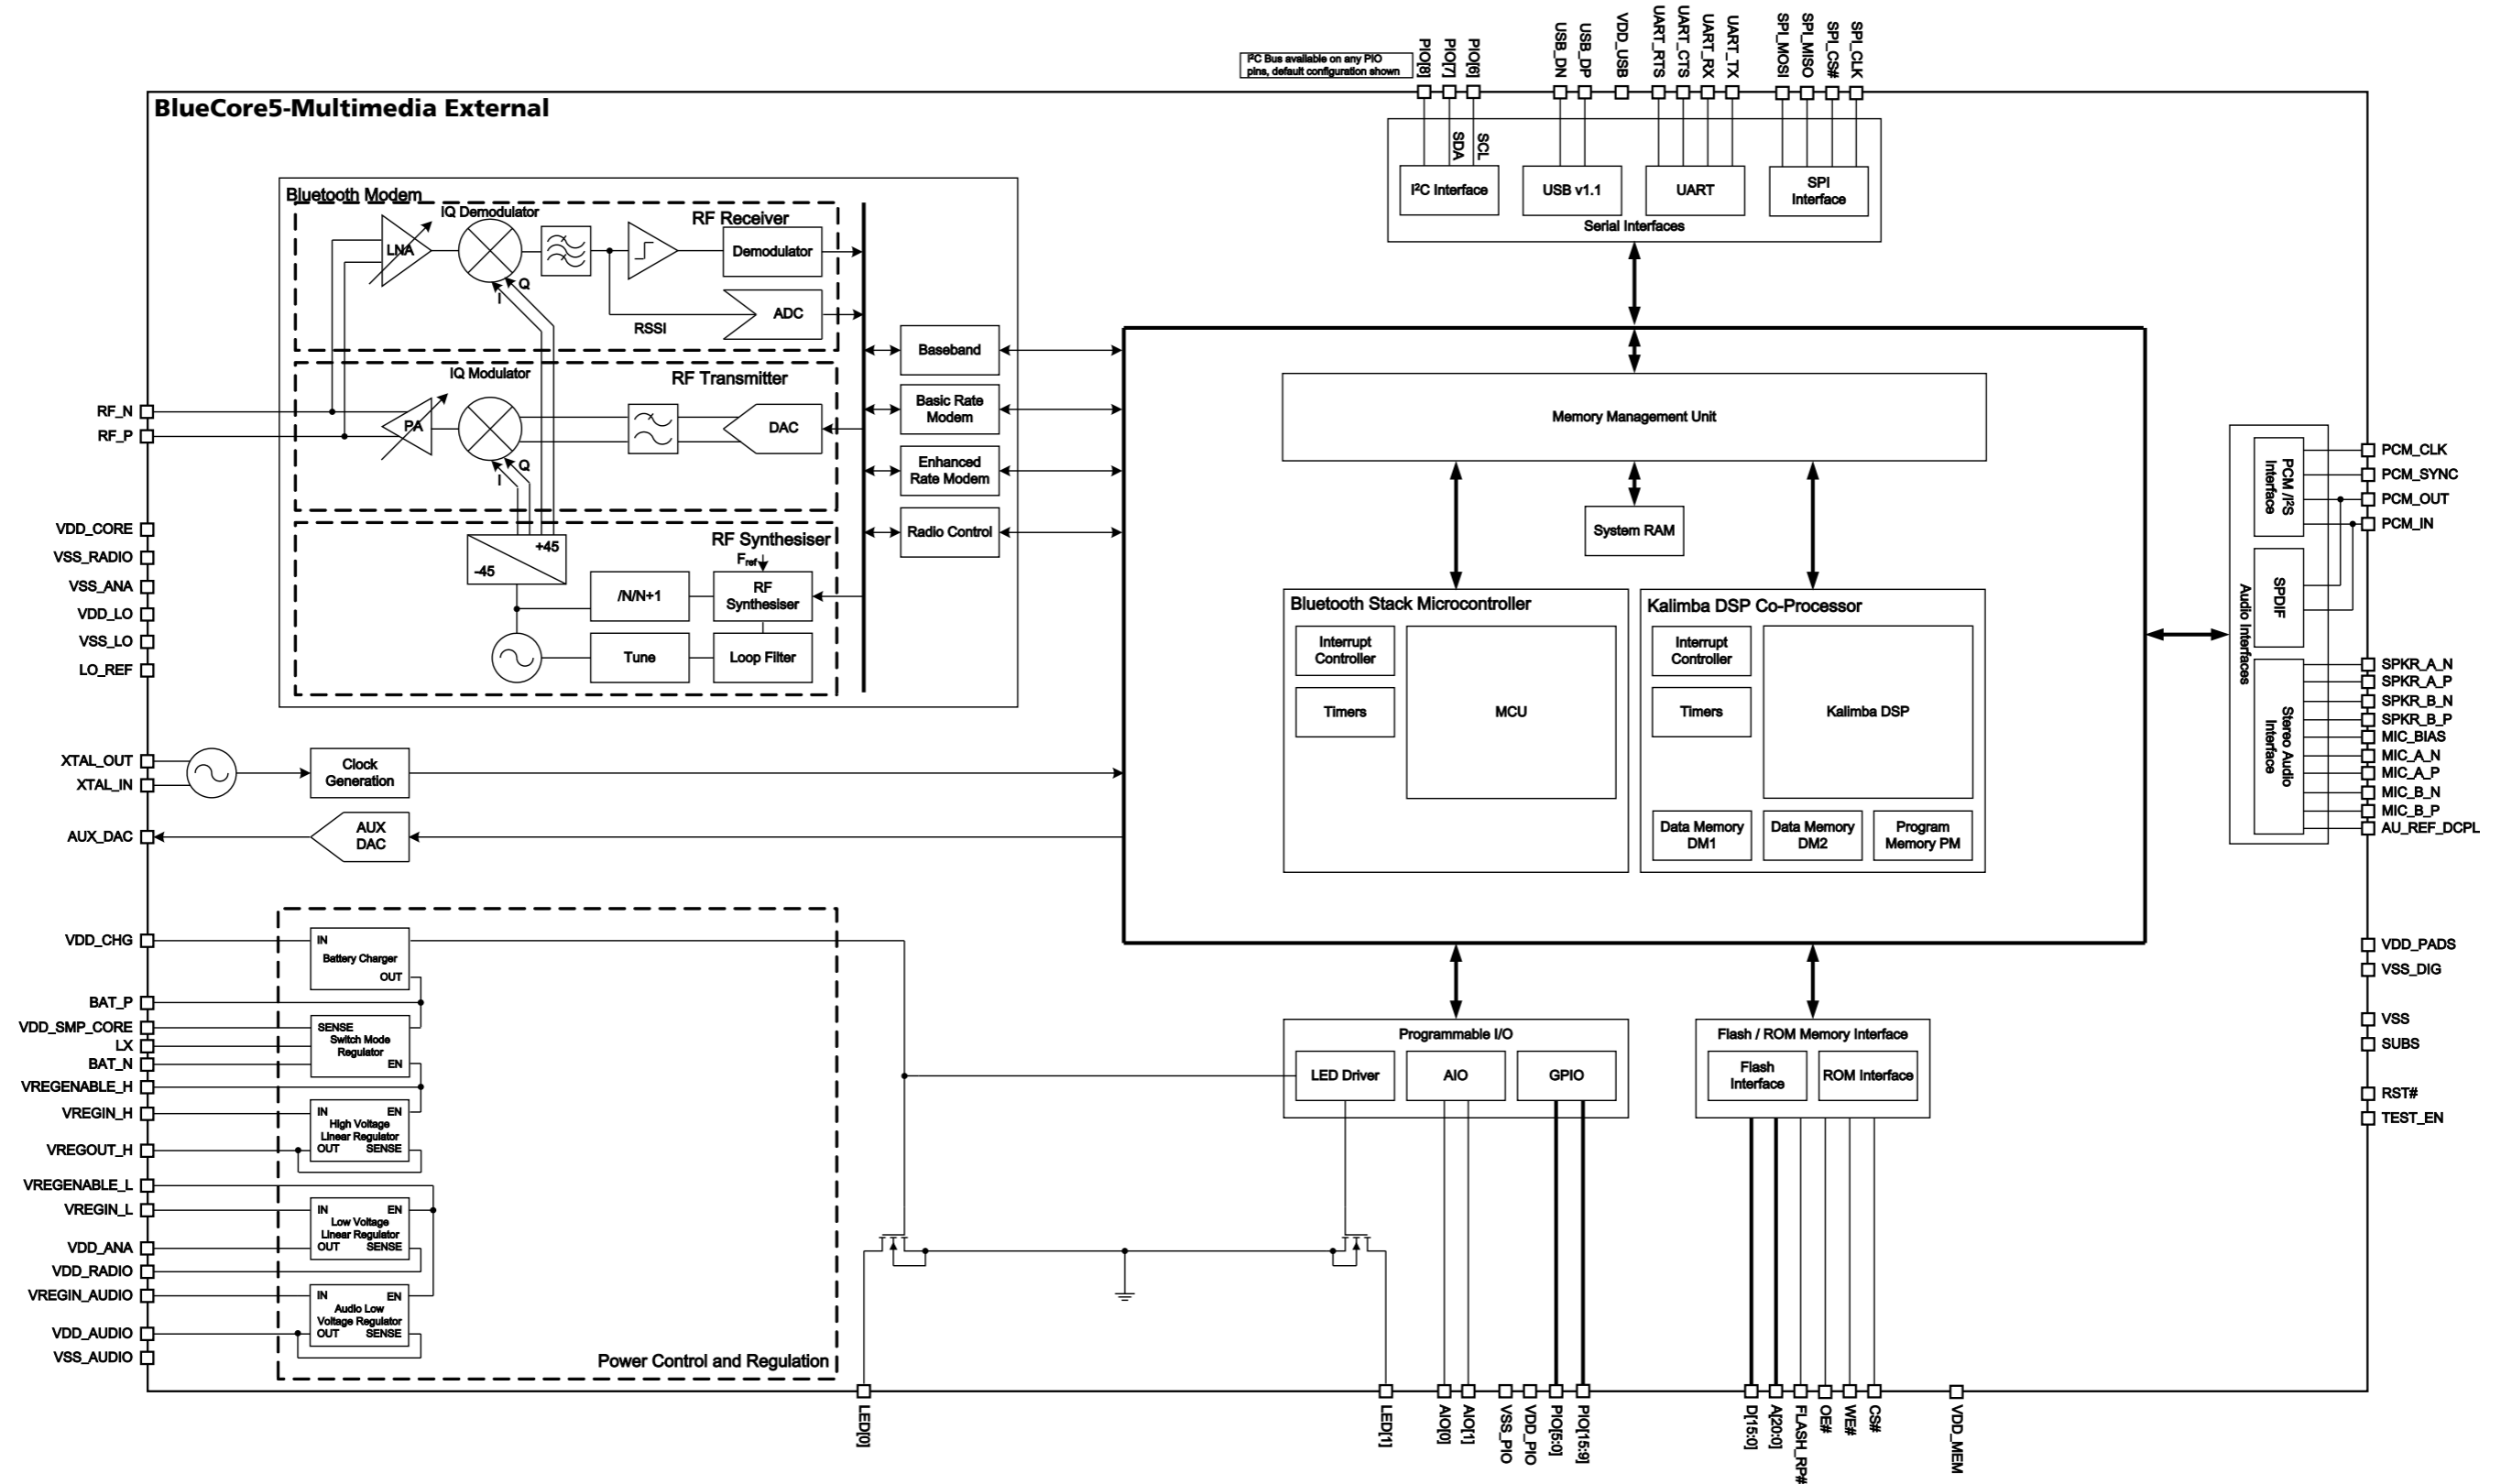 I²C Bus available on any PIO
pins, default configuration shown
PIO[8]
PIO[7]
PIO[6]
USB_DN
USB_DP
VDD_USB
UART_RTS
UART_CTS
UART_RX
UART_TX
SPI_MOSI
SPI_MISO
SPI_CS#
SPI_CLK
BlueCore5-Multimedia External
SDA
SCL
I²C Interface
USB v1.1
UART
SPI
Interface
Serial Interfaces
Bluetooth Modem
IQ Demodulator
RF Receiver
LNA
Demodulator
I
Q
RSSI
ADC
IQ Modulator
RF Transmitter
PA
DAC
I
Q
RF Synthesiser
+45
-45
Fref
/N/N+1
RF
Synthesiser
Tune
Loop Filter
Baseband
Basic Rate
Modem
Enhanced
Rate Modem
Radio Control
RF_N
RF_P
VDD_CORE
VSS_RADIO
VSS_ANA
VDD_LO
VSS_LO
LO_REF
XTAL_OUT
XTAL_IN
Clock
Generation
AUX_DAC
AUX
DAC
Memory Management Unit
System RAM
Bluetooth Stack Microcontroller
Interrupt
Controller
Timers
MCU
Kalimba DSP Co-Processor
Interrupt
Controller
Timers
Kalimba DSP
Data Memory
DM1
Data Memory
DM2
Program
Memory PM
PCM /I²S
Interface
SPDIF
Audio Interfaces
Stereo Audio
Interface
PCM_CLK
PCM_SYNC
PCM_OUT
PCM_IN
SPKR_A_N
SPKR_A_P
SPKR_B_N
SPKR_B_P
MIC_BIAS
MIC_A_N
MIC_A_P
MIC_B_N
MIC_B_P
AU_REF_DCPL
VDD_PADS
VSS_DIG
VSS
SUBS
RST#
TEST_EN
VDD_CHG
BAT_P
VDD_SMP_CORE
LX
BAT_N
VREGENABLE_H
VREGIN_H
VREGOUT_H
VREGENABLE_L
VREGIN_L
VDD_ANA
VDD_RADIO
VREGIN_AUDIO
VDD_AUDIO
VSS_AUDIO
IN
Battery Charger
OUT
SENSE
Switch Mode
Regulator
EN
IN EN
High Voltage
Linear Regulator
OUT SENSE
IN EN
Low Voltage
Linear Regulator
OUT SENSE
IN EN
Audio Low
Voltage Regulator
OUT SENSE
Power Control and Regulation
Programmable I/O
LED Driver
AIO
GPIO
Flash / ROM Memory Interface
Flash
Interface
ROM Interface
LED[0]
LED[1]
AIO[0]
AIO[1]
VSS_PIO
VDD_PIO
PIO[5:0]
PIO[15:9]
D[15:0]
A[20:0]
FLASH_RP#
OE#
WE#
CS#
VDD_MEM